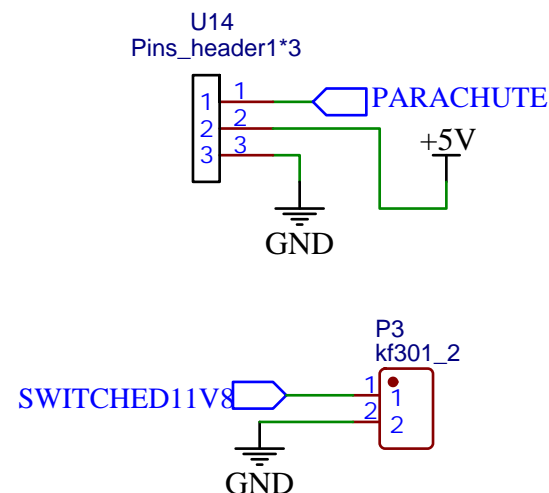 U14
Pins_header1*3
1 1 PARACHUTE
2 2
+5V
3 3
GND
P3
kf301_2
SWITCHED11V8 1 1
2 2
GND